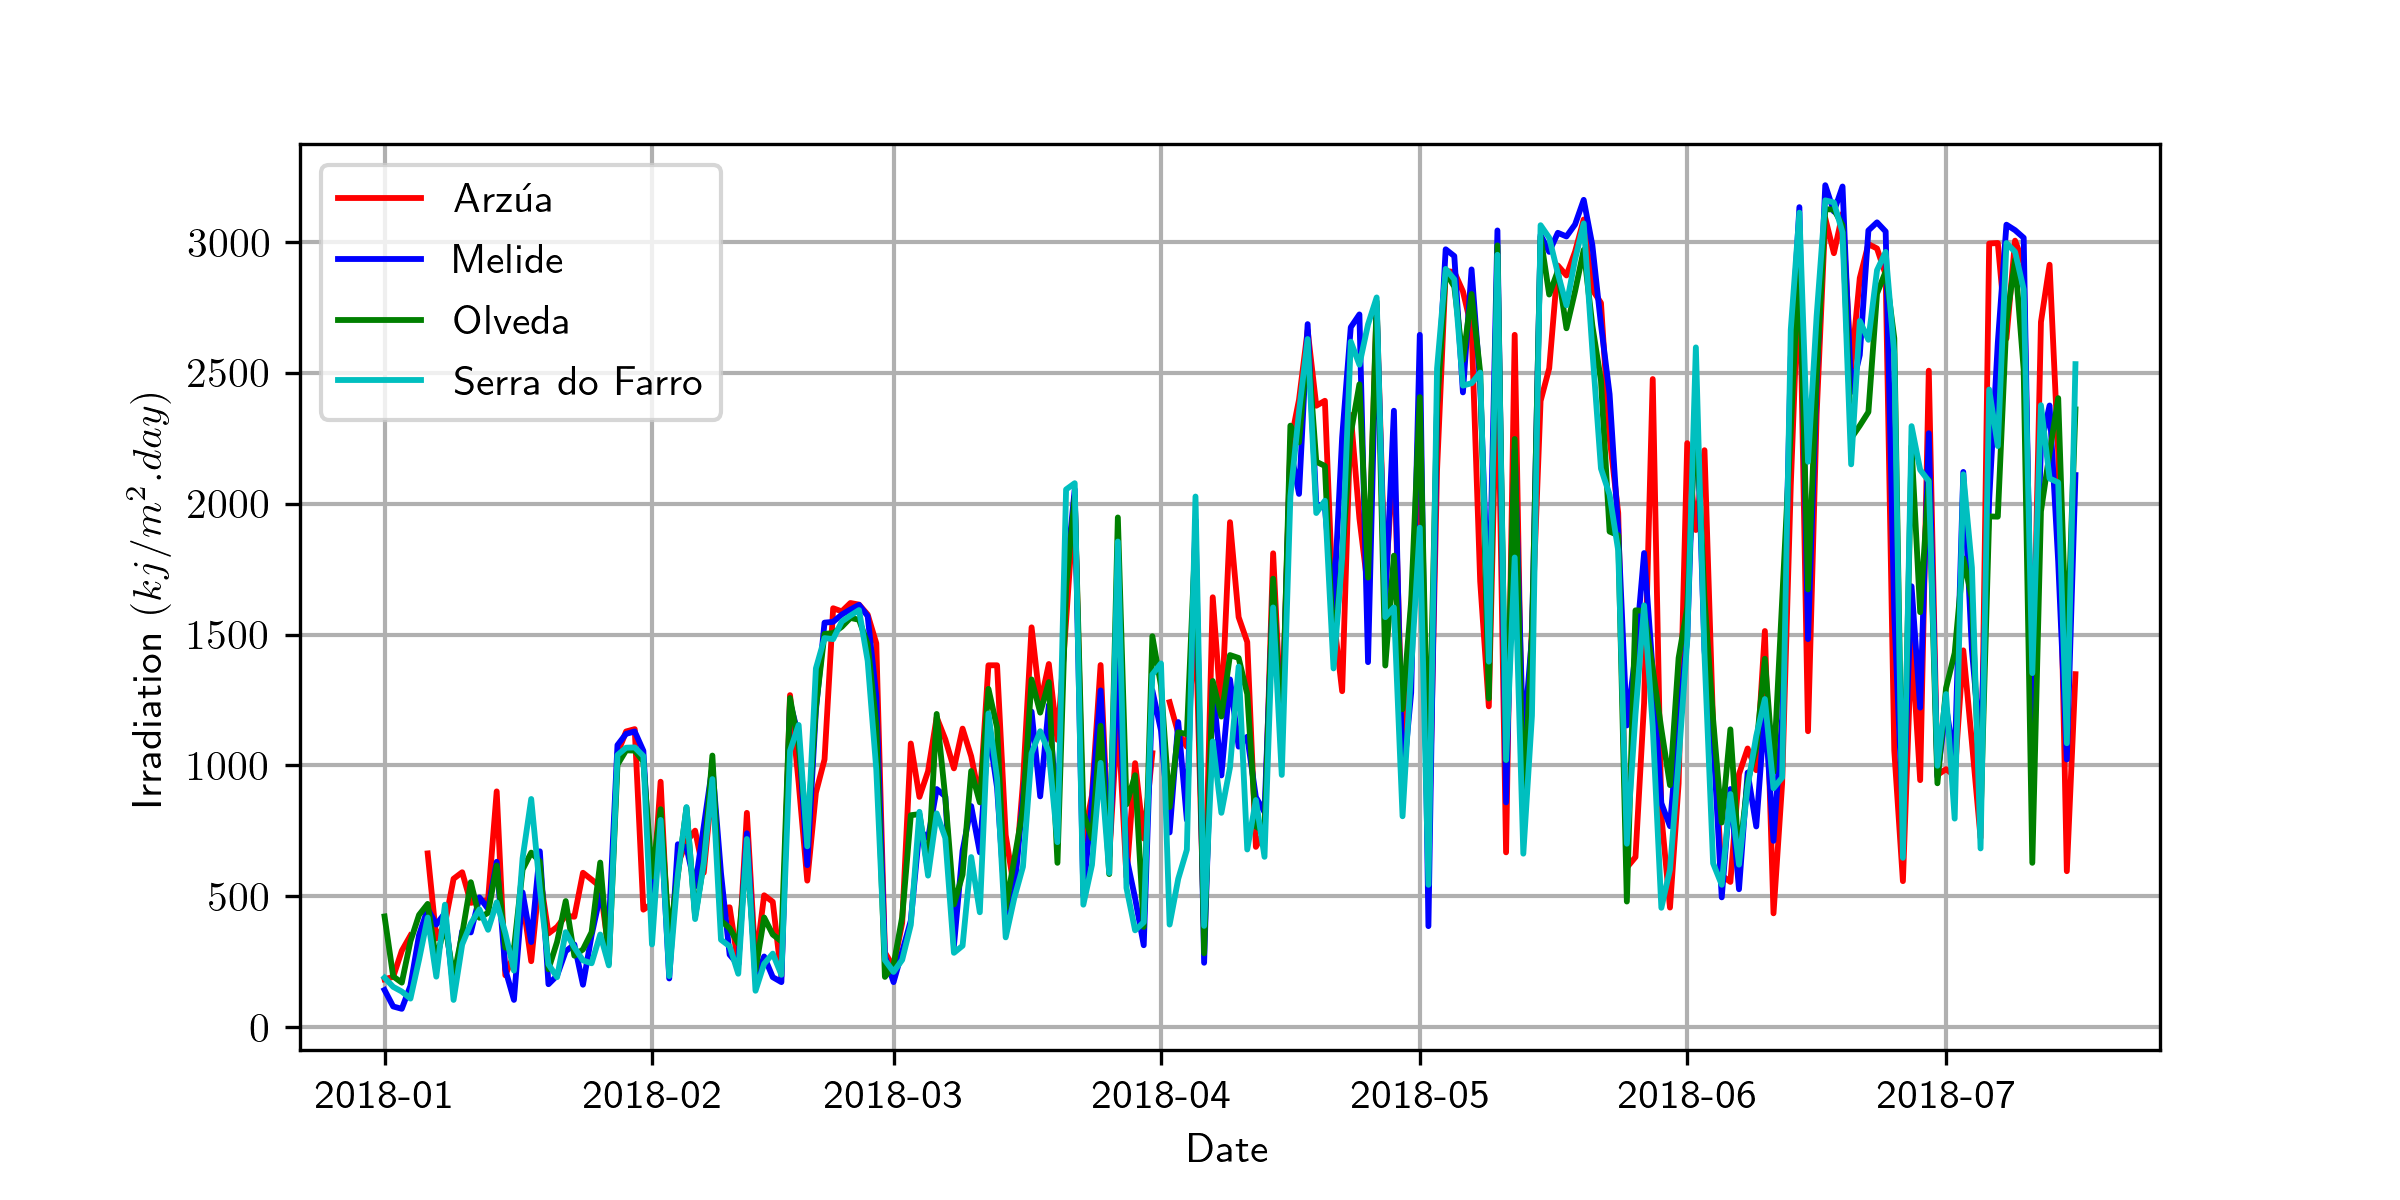 Arzúa
Melide
Olveda
Serra do Farro
Irradiation (kj/m².day)
3000
2500
2000
1500
1000
500
0
2018-01 2018-02 2018-03 2018-04 2018-05 2018-06 2018-07
Date